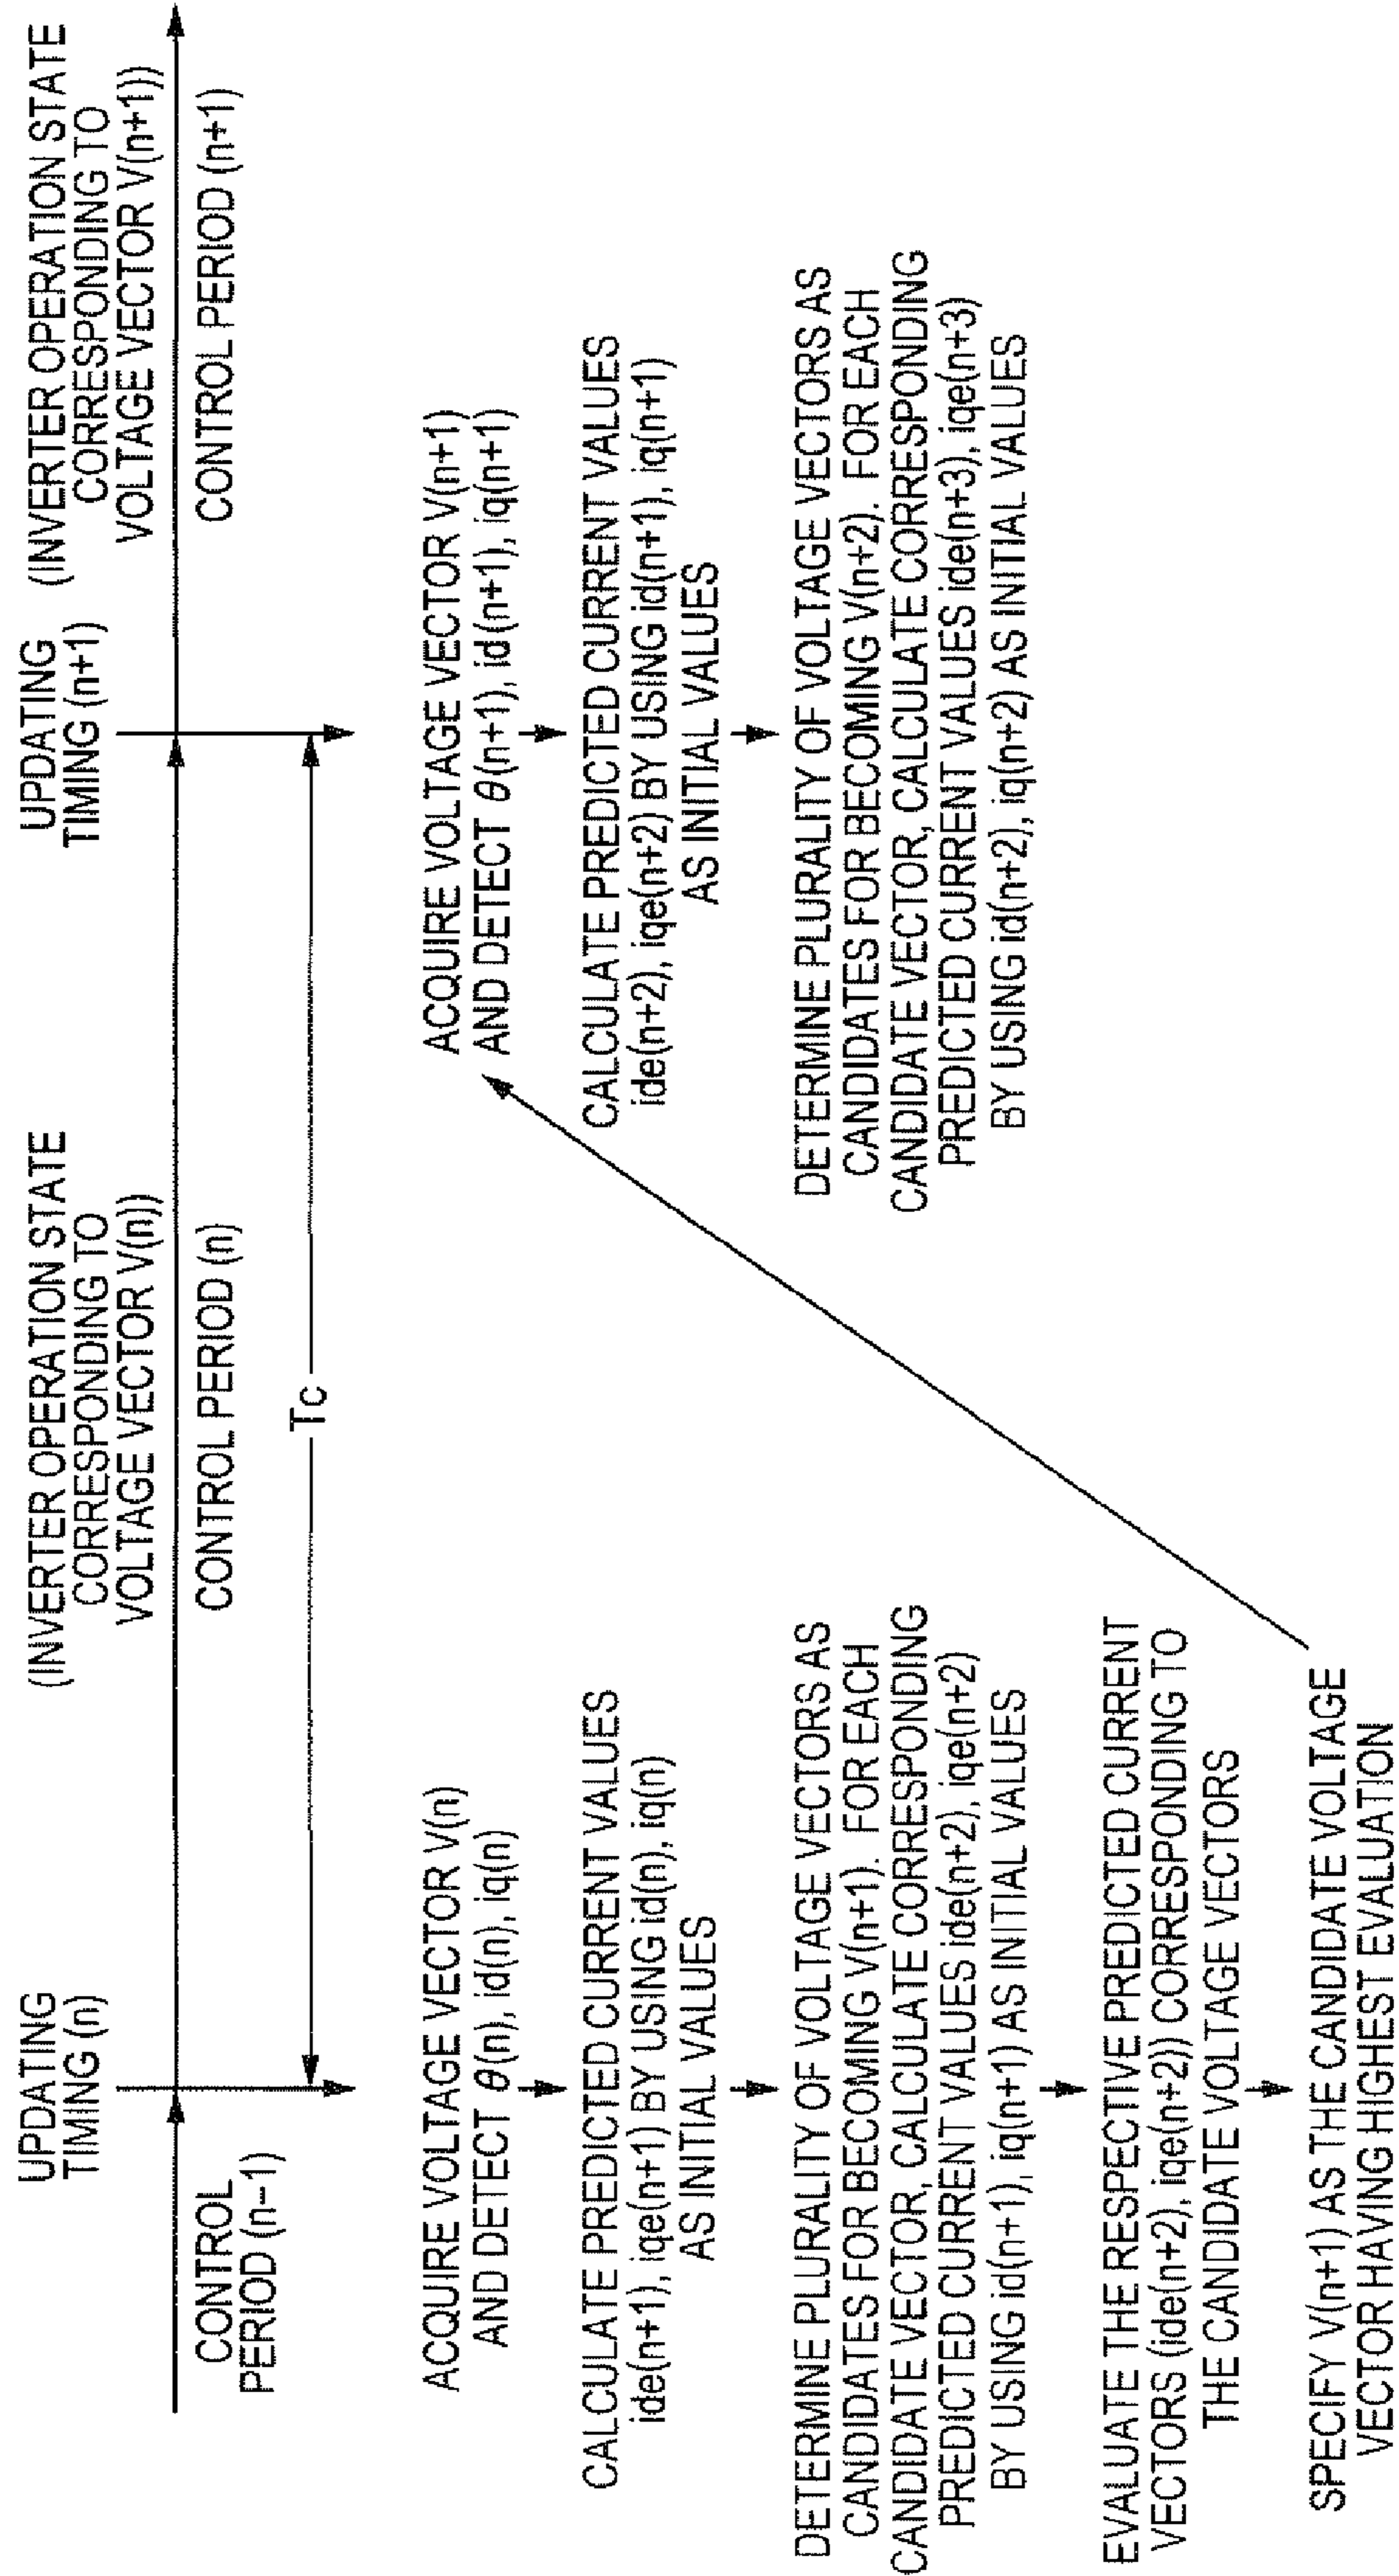 UPDATING
TIMING (n)
(INVERTER OPERATION STATE
CORRESPONDING TO
VOLTAGE VECTOR V(n))
UPDATING
TIMING (n+1)
(INVERTER OPERATION STATE
CORRESPONDING TO
VOLTAGE VECTOR V(n+1))
CONTROL
PERIOD (n-1)
CONTROL PERIOD (n)
CONTROL PERIOD (n+1)
Tc
ACQUIRE VOLTAGE VECTOR V(n)
AND DETECT θ(n), id(n), iq(n)
CALCULATE PREDICTED CURRENT VALUES
ide(n+1), iqe(n+1) BY USING id(n), iq(n)
AS INITIAL VALUES
DETERMINE PLURALITY OF VOLTAGE VECTORS AS
CANDIDATES FOR BECOMING V(n+1). FOR EACH
CANDIDATE VECTOR, CALCULATE CORRESPONDING
PREDICTED CURRENT VALUES ide(n+2), iqe(n+2)
BY USING id(n+1), iq(n+1) AS INITIAL VALUES
EVALUATE THE RESPECTIVE PREDICTED CURRENT
VECTORS (ide(n+2), iqe(n+2)) CORRESPONDING TO
THE CANDIDATE VOLTAGE VECTORS
SPECIFY V(n+1) AS THE CANDIDATE VOLTAGE
VECTOR HAVING HIGHEST EVALUATION
ACQUIRE VOLTAGE VECTOR V(n+1)
AND DETECT θ(n+1), id(n+1), iq(n+1)
CALCULATE PREDICTED CURRENT VALUES
ide(n+2), iqe(n+2) BY USING id(n+1), iq(n+1)
AS INITIAL VALUES
DETERMINE PLURALITY OF VOLTAGE VECTORS AS
CANDIDATES FOR BECOMING V(n+2). FOR EACH
CANDIDATE VECTOR, CALCULATE CORRESPONDING
PREDICTED CURRENT VALUES ide(n+3), iqe(n+3)
BY USING id(n+2), iq(n+2) AS INITIAL VALUES